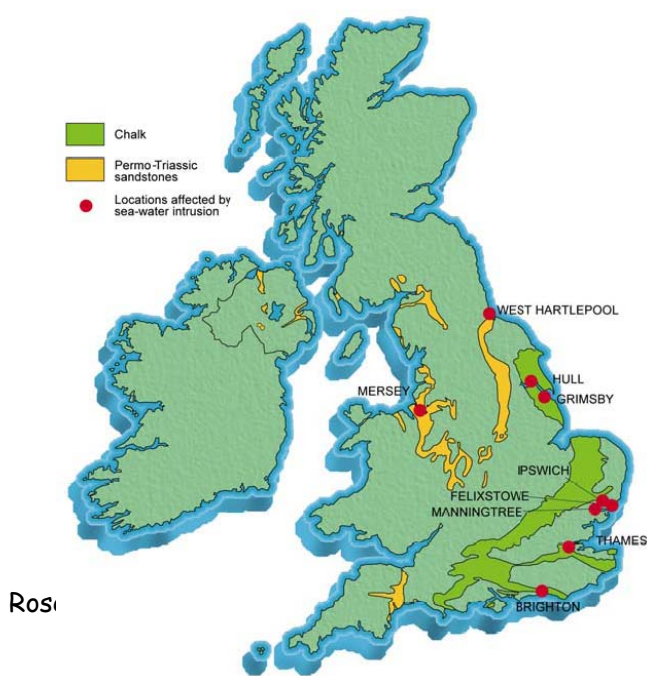 Chalk
Permo-Triassic
sandstones
Locations affected by
sea-water intrusion
WEST HARTLEPOOL
HULL
GRIMSBY
MERSEY
IPSWICH
FELIXSTOWE
MANNINGTREE
THAMES
BRIGHTON